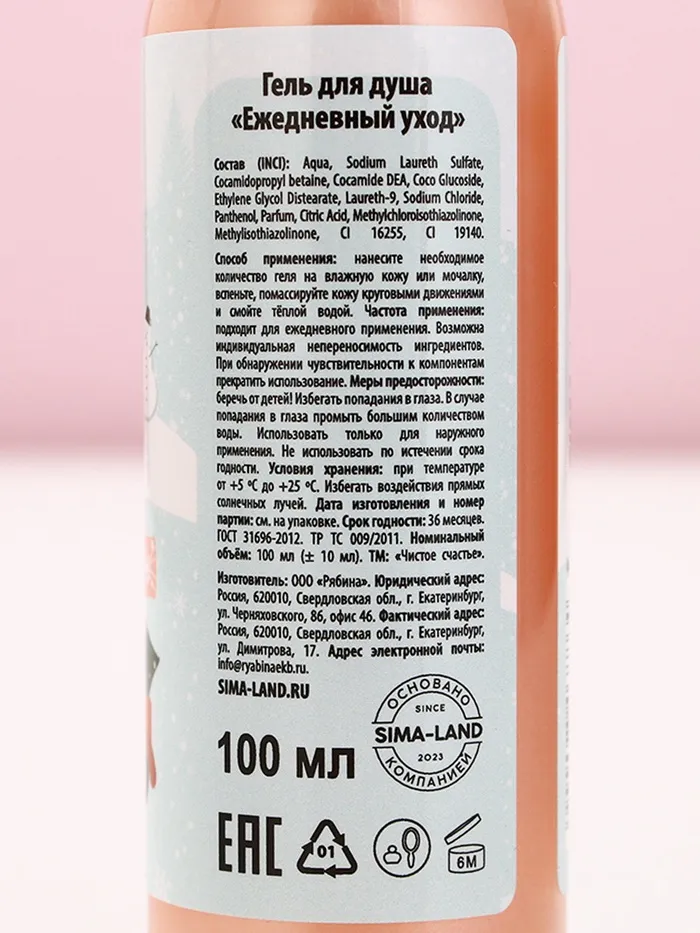 Гель для душа
«Ежедневный уход»
Состав (INCI): Aqua, Sodium Laureth Sulfate,
Cocamidopropyl betaine, Cocamide DEA, Coco Glucoside,
Ethylene Glycol Distearate, Laureth-9, Sodium Chloride,
Panthenol, Parfum, Citric Acid, Methylchloroisothiazolinone,
Methylisothiazolinone, CI 16255, CI 19140.
Способ применения: нанесите необходимое
количество геля на влажную кожу или мочалку,
вспеньте, помассируйте кожу круговыми движениями
и смойте тёплой водой. Частота применения:
подходит для ежедневного применения. Возможна
индивидуальная непереносимость ингредиентов.
При обнаружении чувствительности к компонентам
прекратить использование. Меры предосторожности:
беречь от детей! Избегать попадания в глаза. В случае
попадания в глаза промыть большим количеством
воды. Использовать только для наружного
применения. Не использовать по истечении срока
годности. Условия хранения: при температуре
от +5 °C до +25 °C. Избегать воздействия прямых
солнечных лучей. Дата изготовления и номер
партии: см. на упаковке. Срок годности: 36 месяцев.
ГОСТ 31696-2012. ТР ТС 009/2011. Номинальный
объём: 100 мл (± 10 мл). ТМ: «Чистое счастье».
Изготовитель: ООО «Рябина». Юридический адрес:
Россия, 620010, Свердловская обл., г. Екатеринбург,
ул. Черняховского, 86, офис 46. Фактический адрес:
Россия, 620010, Свердловская обл., г. Екатеринбург,
ул. Димитрова, 17. Адрес электронной почты:
info@ryabinaekb.ru.
SIMA-LAND.RU
ОСНОВАНО
SINCE
SIMA-LAND
2023
КОМПАНИЕЙ
100 мл
EAC
01
6M